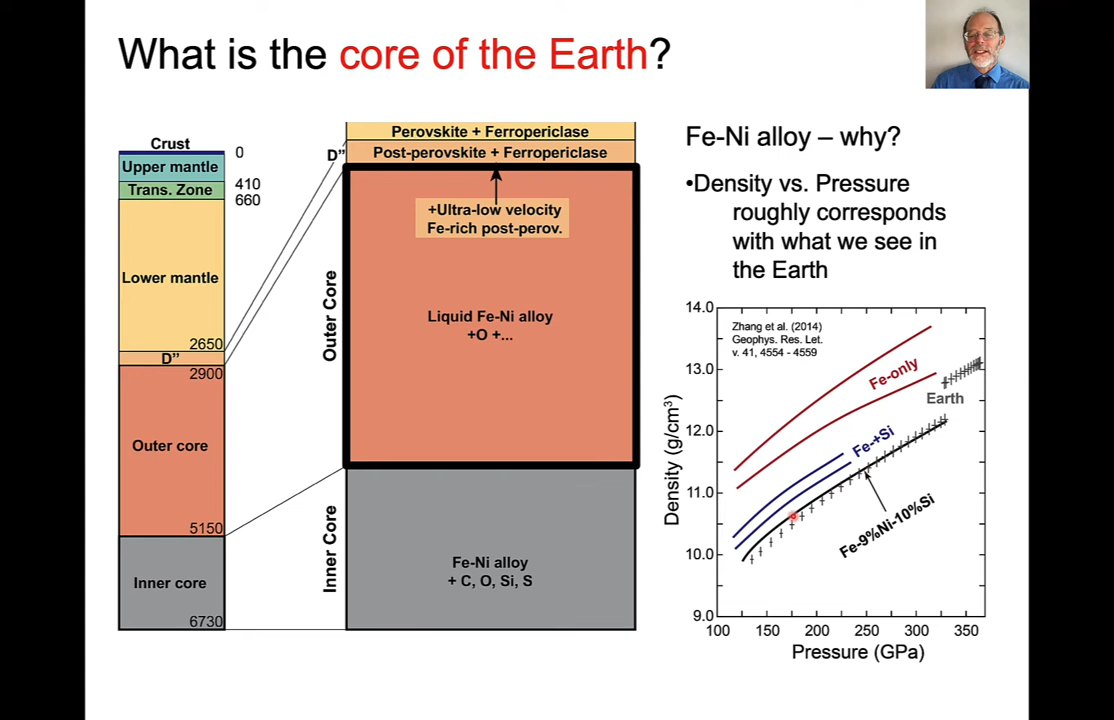 What is the core of the Earth?
Crust
0
Upper mantle
410
Trans. Zone
660
Lower mantle
2650
D”
2900
Outer core
5150
Inner core
6730
Perovskite + Ferropericlase
D”
Post-perovskite + Ferropericlase
+Ultra-low velocity
Fe-rich post-perov.
Outer Core
Liquid Fe-Ni alloy
+O +...
Inner Core
Fe-Ni alloy
+ C, O, Si, S
Fe-Ni alloy – why?
•Density vs. Pressure
roughly corresponds
with what we see in
the Earth
14.0
13.0
12.0
11.0
10.0
9.0
Density (g/cm³)
Zhang et al. (2014)
Geophys. Res. Let.
v. 41, 4554 - 4559
Fe-only
Earth
Fe-+Si
Fe-9%Ni-10%Si
100 150 200 250 300 350
Pressure (GPa)